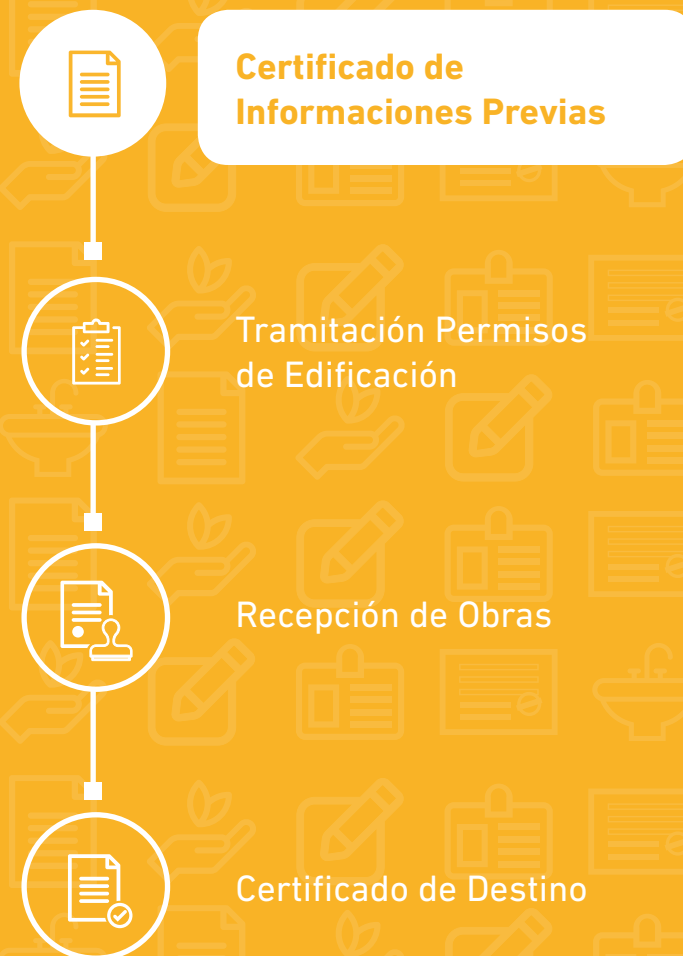 Certificado de
Informaciones Previas
Tramitación Permisos
de Edificación
Recepción de Obras
Certificado de Destino